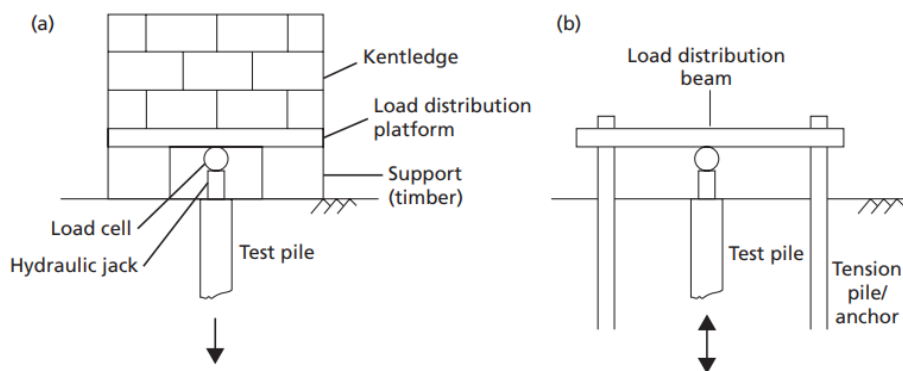 (a)
Kentledge
Load distribution
platform
Support
(timber)
Load cell
Hydraulic jack
Test pile
(b)
Load distribution
beam
Test pile
Tension
pile/
anchor